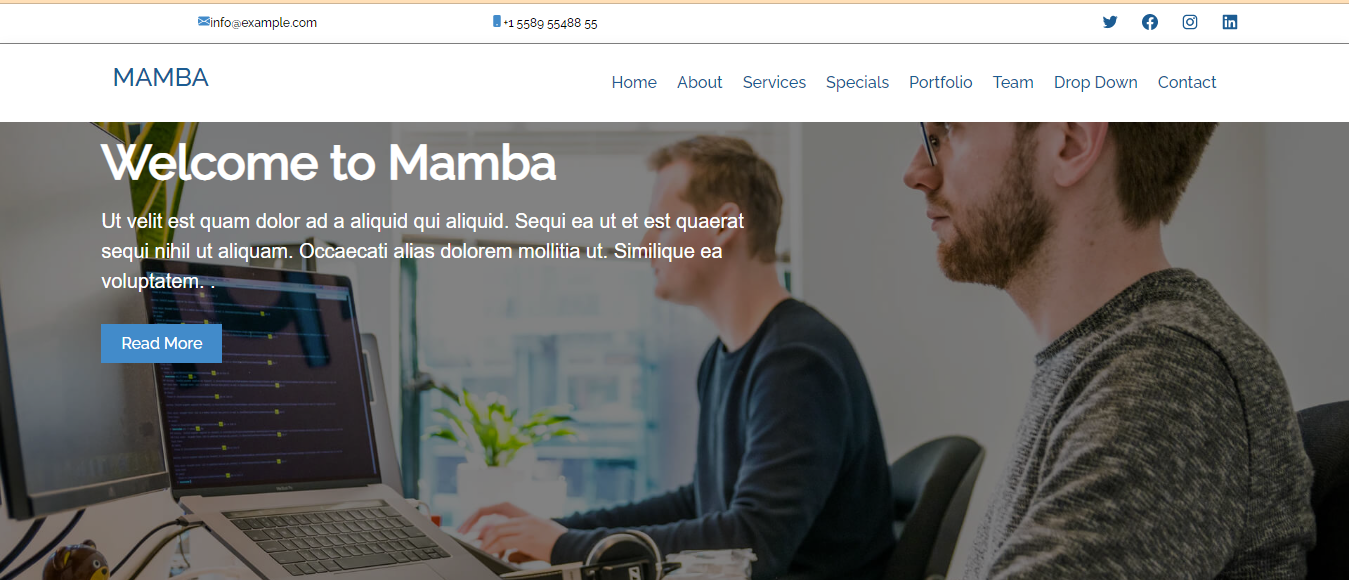 info@example.com
+1 5589 55488 55
MAMBA
Home About Services Specials Portfolio Team Drop Down Contact
Welcome to Mamba
Ut velit est quam dolor ad a aliquid qui aliquid. Sequi ea ut et est quaerat
sequi nihil ut aliquam. Occaecati alias dolorem mollitia ut. Similique ea
voluptatem. .
Read More